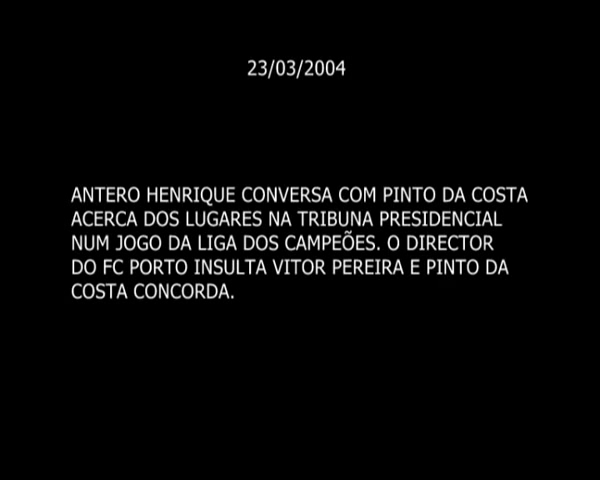 23/03/2004
ANTERO HENRIQUE CONVERSA COM PINTO DA COSTA
ACERCA DOS LUGARES NA TRIBUNA PRESIDENCIAL
NUM JOGO DA LIGA DOS CAMPEÕES. O DIRECTOR
DO FC PORTO INSULTA VITOR PEREIRA E PINTO DA
COSTA CONCORDA.